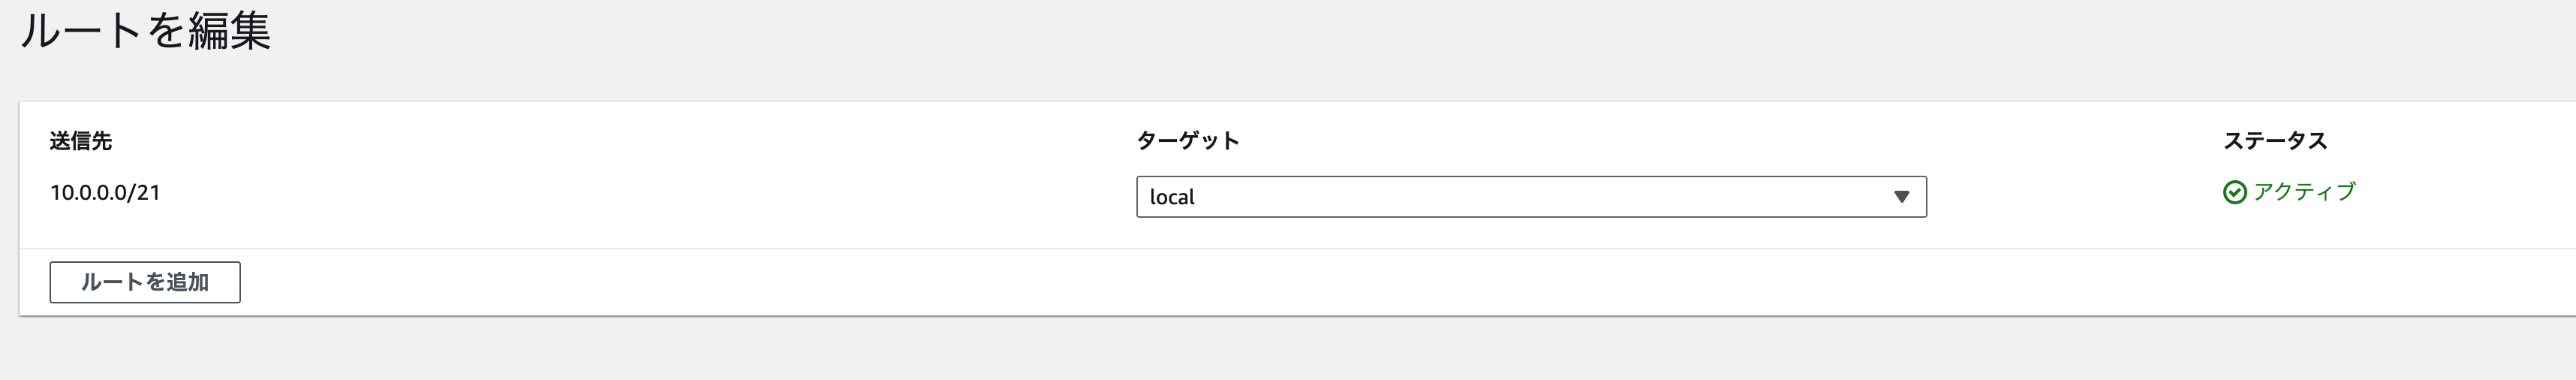 ルートを編集
送信先 ターゲット ステータス
10.0.0.0/21 local アクティブ
ルートを追加